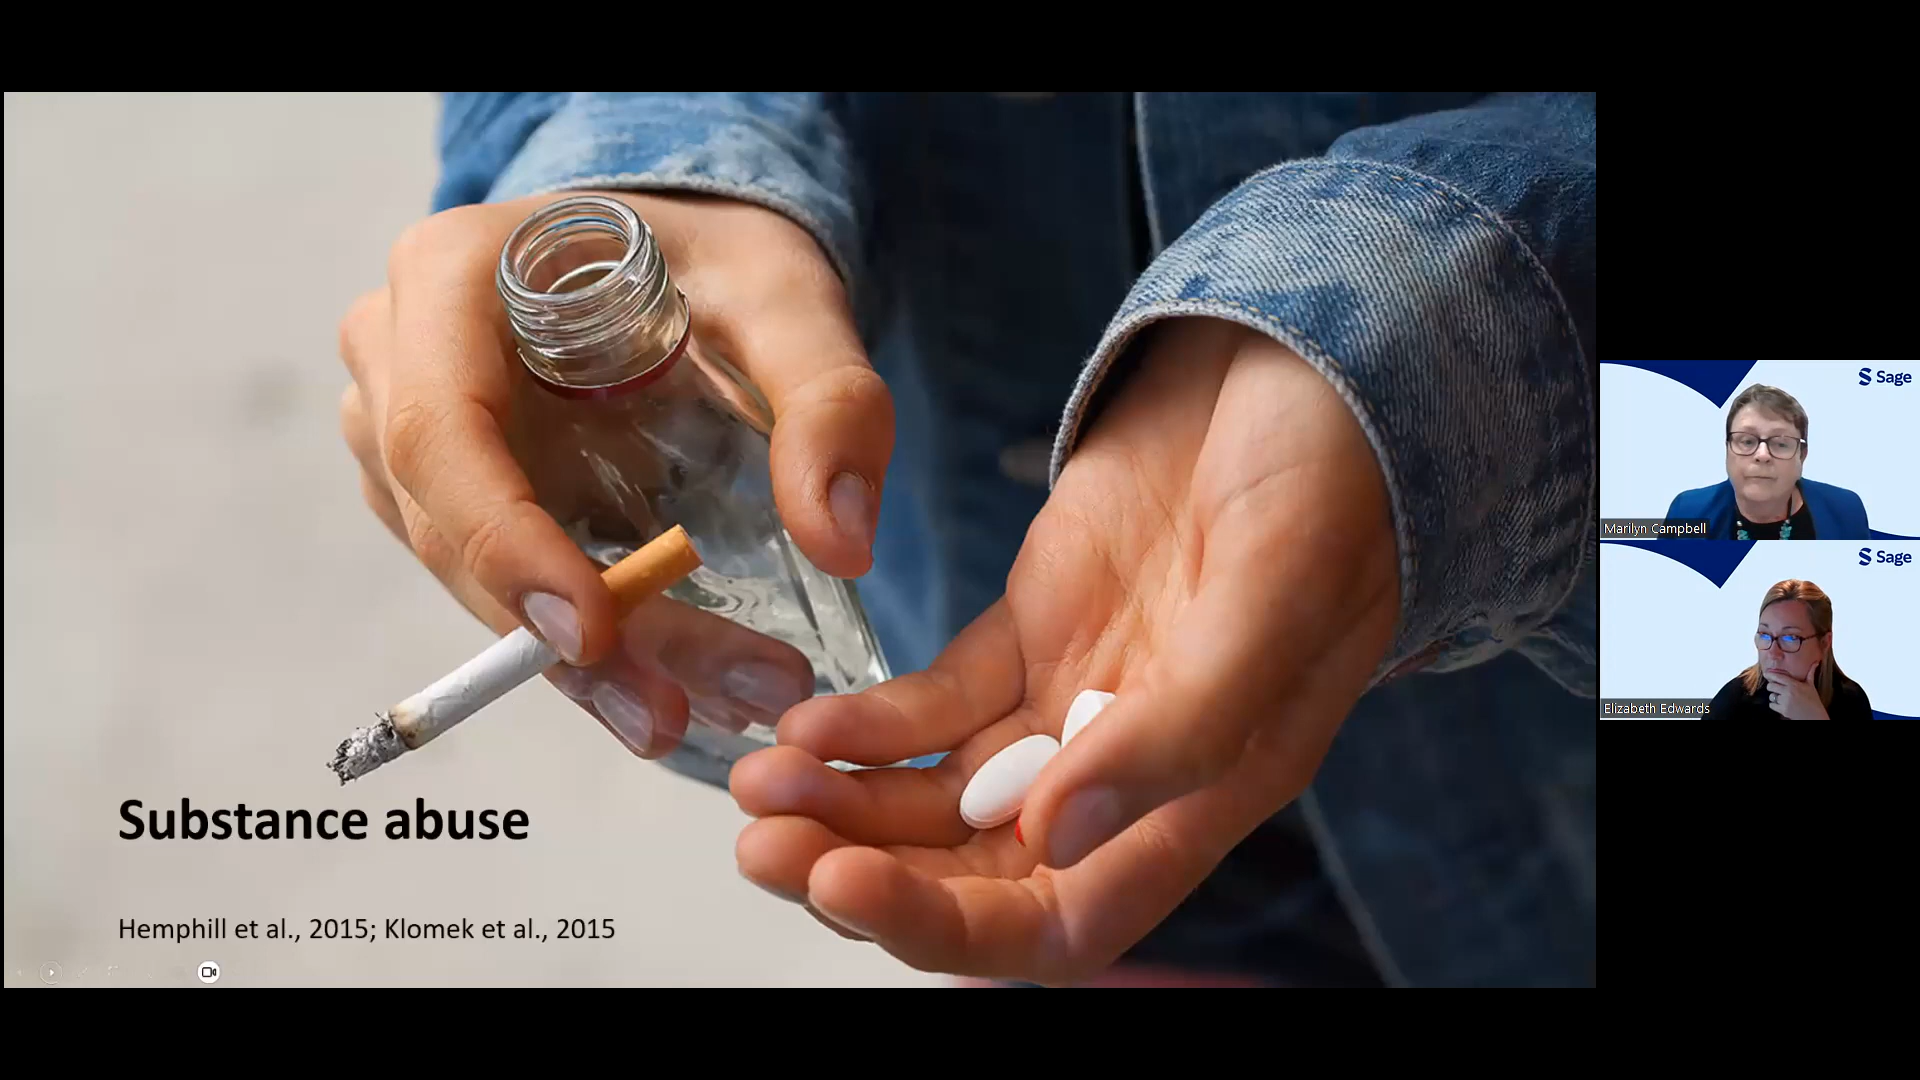 Substance abuse
Hemphill et al., 2015; Klomek et al., 2015
Sage
Marilyn Campbell
Sage
Elizabeth Edwards